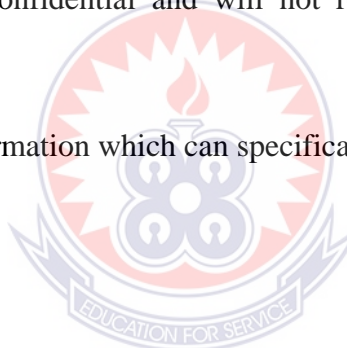 onfidential and will not
rmation which can specifica
EDUCATION FOR SERVICE